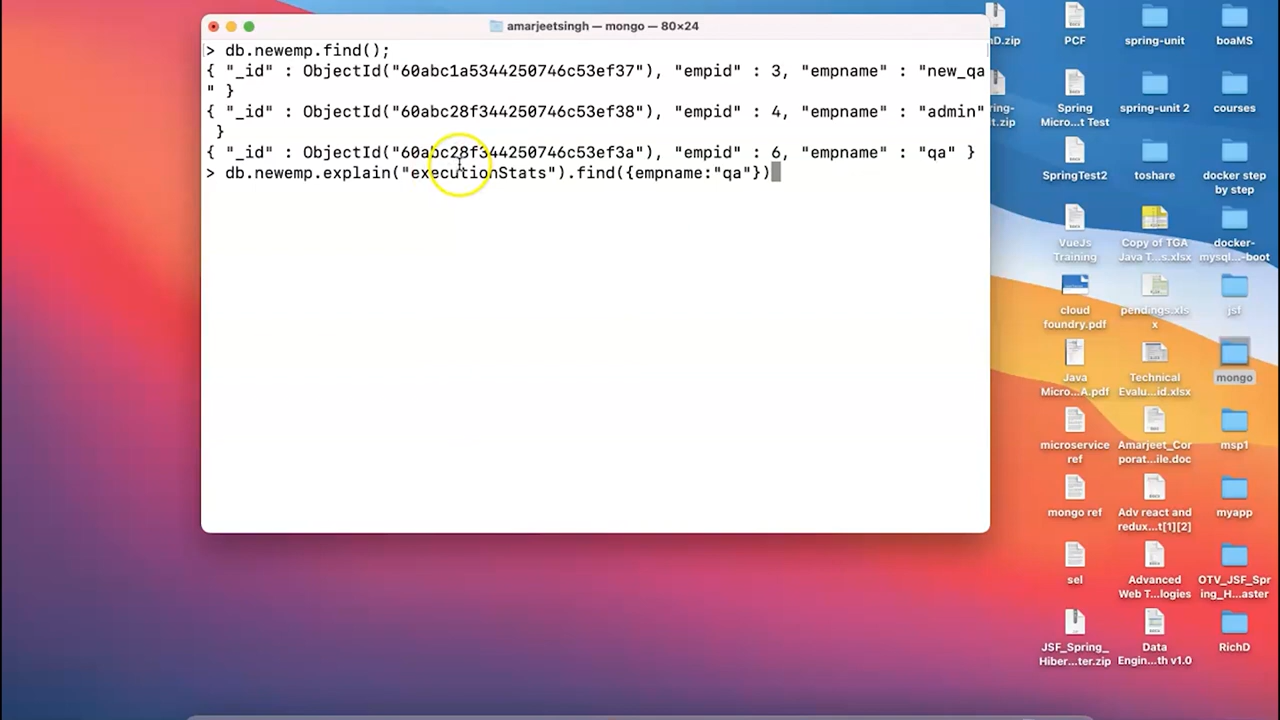 amarjeetsingh — mongo — 80×24
> db.newemp.find();
{ "_id" : ObjectId("60abc1a5344250746c53ef37"), "empid" : 3, "empname" : "new_qa
" }
{ "_id" : ObjectId("60abc28f344250746c53ef38"), "empid" : 4, "empname" : "admin"
}
{ "_id" : ObjectId("60abc28f344250746c53ef3a"), "empid" : 6, "empname" : "qa" }
> db.newemp.explain("executionStats").find({empname:"qa"})
PCF
spring-unit
boaMS
Spring
Micro...t Test
spring-unit 2
courses
SpringTest2
toshare
docker step
by step
VueJs
Training
Copy of TGA
Java T...s.xlsx
docker-
mysql...-boot
cloud
foundry.pdf
pendings.xls
x
jsf
Java
Micro...A.pdf
Technical
Evalu...id.xlsx
mongo
microservice
ref
Amarjeet_Cor
porat...ile.doc
msp1
mongo ref
Adv react and
redux...t[1][2]
myapp
sel
Advanced
Web T...logies
OTV_JSF_Spr
ing_H...aster
JSF_Spring_
Hiber...ter.zip
Data
Engin...th v1.0
RichD